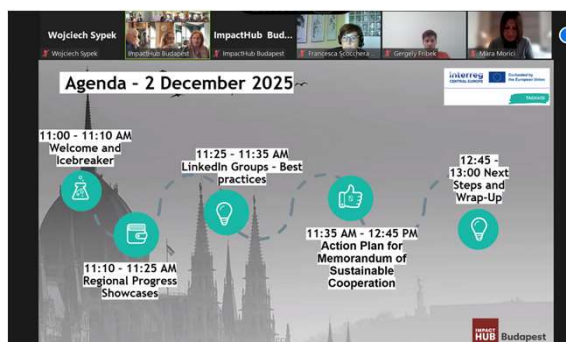 Wojciech Sypek
ImpactHub Bud...
Wojciech Sypek
ImpactHub Budapest
ImpactHub Budapest
Francesca Scocchera
Gergely Fribek
Mara Morici
Agenda - 2 December 2025
Interreg
CENTRAL EUROPE
Co-funded by
the European Union
11:00 - 11:10 AM
Welcome and
Icebreaker
11:10 - 11:25 AM
Regional Progress
Showcases
11:25 - 11:35 AM
LinkedIn Groups - Best
practices
11:35 AM - 12:45 PM
Action Plan for
Memorandum of
Sustainable
Cooperation
12:45 -
13:00 Next
Steps and
Wrap-Up
IMPACT
HUB Budapest